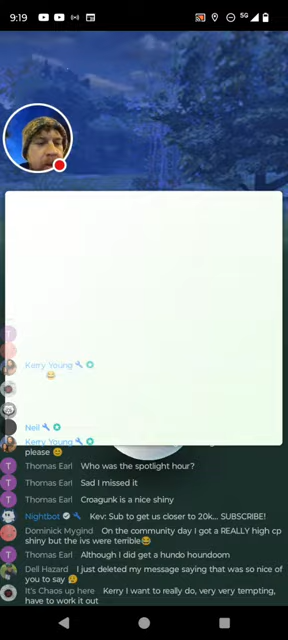 9:19
5G
Kerry Young
😂
Neil
Kerry Young
please 😊
T Thomas Earl Who was the spotlight hour?
T Thomas Earl Sad I missed it
T Thomas Earl Croagunk is a nice shiny
Nightbot Kev: Sub to get us closer to 20k... SUBSCRIBE!
Dominick Mygind On the community day I got a REALLY high cp
shiny but the ivs were terrible😂
T Thomas Earl Although I did get a hundo houndoom
Dell Hazard I just deleted my message saying that was so nice of
you to say
It's Chaos up here Kerry I want to really do, very very tempting,
have to work it out